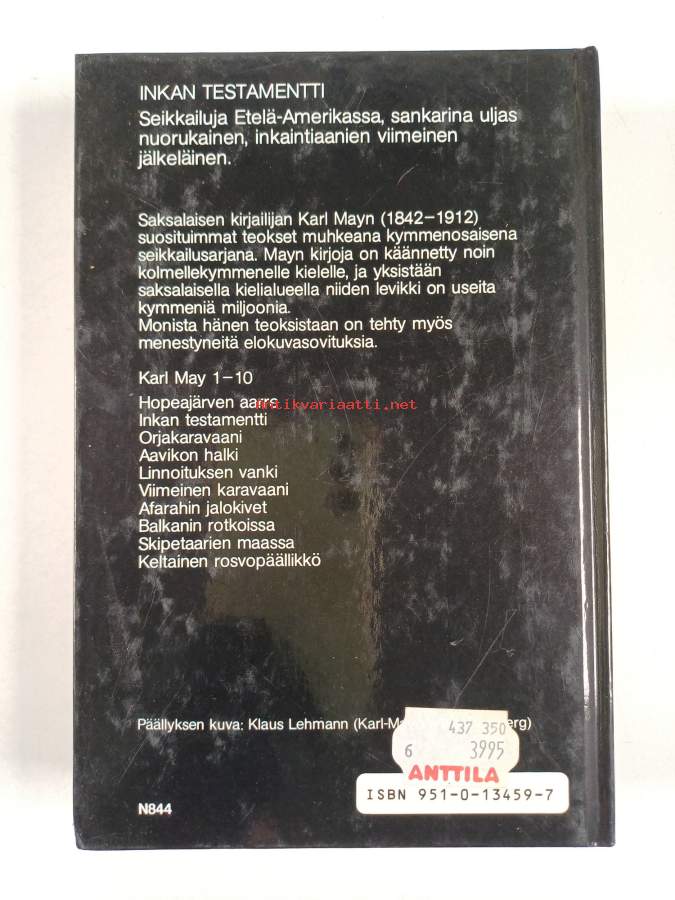 INKAN TESTAMENTTI
Seikkailuja Etelä-Amerikassa, sankarina uljas
nuorukainen, inkaintiaanien viimeinen
jälkeläinen.
Saksalaisen kirjailijan Karl Mayn (1842–1912)
suosituimmat teokset muhkeana kymmenosaisena
seikkailusarjana. Mayn kirjoja on käännetty noin
kolmellekymmenelle kielelle, ja yksistään
saksalaisella kielialueella niiden levikki on useita
kymmeniä miljoonia.
Monista hänen teoksistaan on tehty myös
menestyneitä elokuvasovituksia.
Karl May 1–10
Hopeajärven aarre
antikvariaatti.net
Inkan testamentti
Orjakaravaani
Aavikon halki
Linnoituksen vanki
Viimeinen karavaani
Afarahin jalokivet
Balkanin rotkoissa
Skipetaarien maassa
Keltainen rosvopäällikkö
Päällyksen kuva: Klaus Lehmann
437 350
6 3995
ANTTILA
ISBN 951-0-13459-7
N844